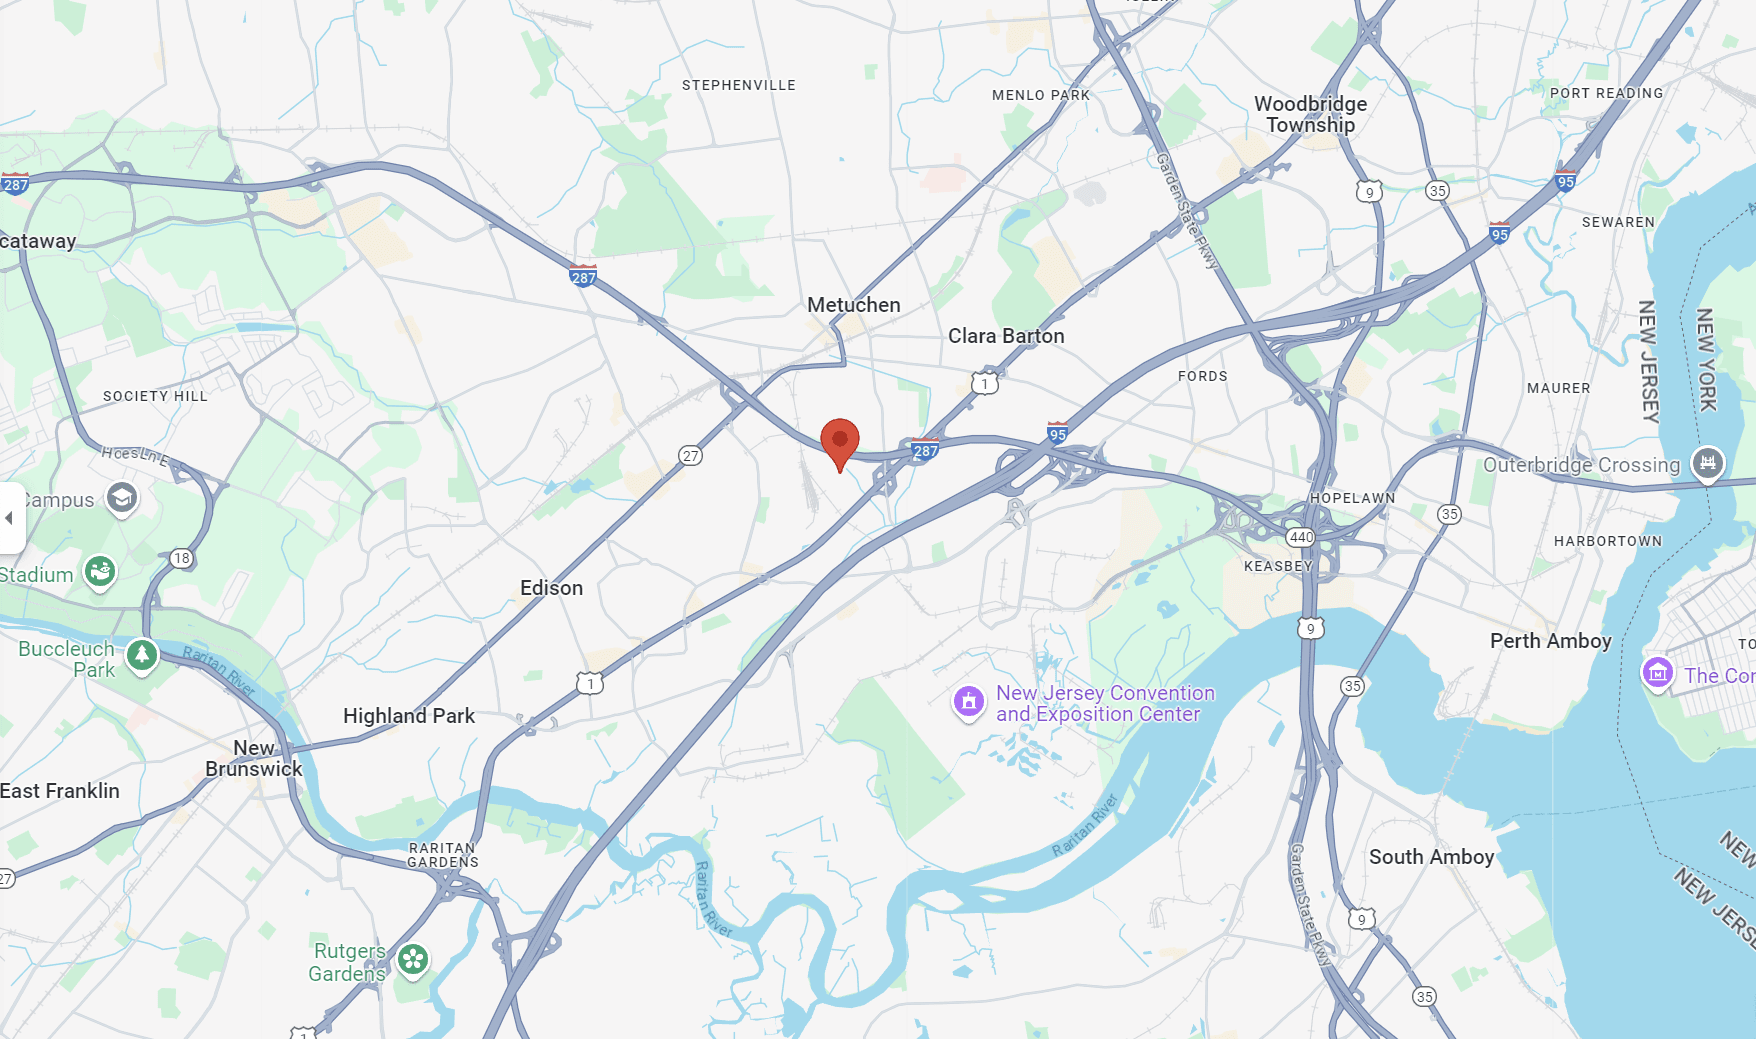 STEPHENVILLE
MENLO PARK
Woodbridge
Township
PORT READING
287
95
9
35
Garden State Pkwy
SEWAREN
95
cataway
287
Metuchen
Clara Barton
NEW JERSEY
NEW YORK
FORDS
1
MAURER
SOCIETY HILL
95
287
27
Hoes Ln E
Outerbridge Crossing
Campus
HOPELAWN
35
440
HARBORTOWN
18
KEASBEY
Stadium
Edison
9
Perth Amboy
TO
Buccleuch
Park
Raritan River
The Con
1
35
New Jersey Convention
and Exposition Center
Highland Park
New
Brunswick
East Franklin
Raritan River
RARITAN
GARDENS
South Amboy
NEW
NEW JERSE
27
Raritan River
Garden State Pkwy
9
Rutgers
Gardens
35
1